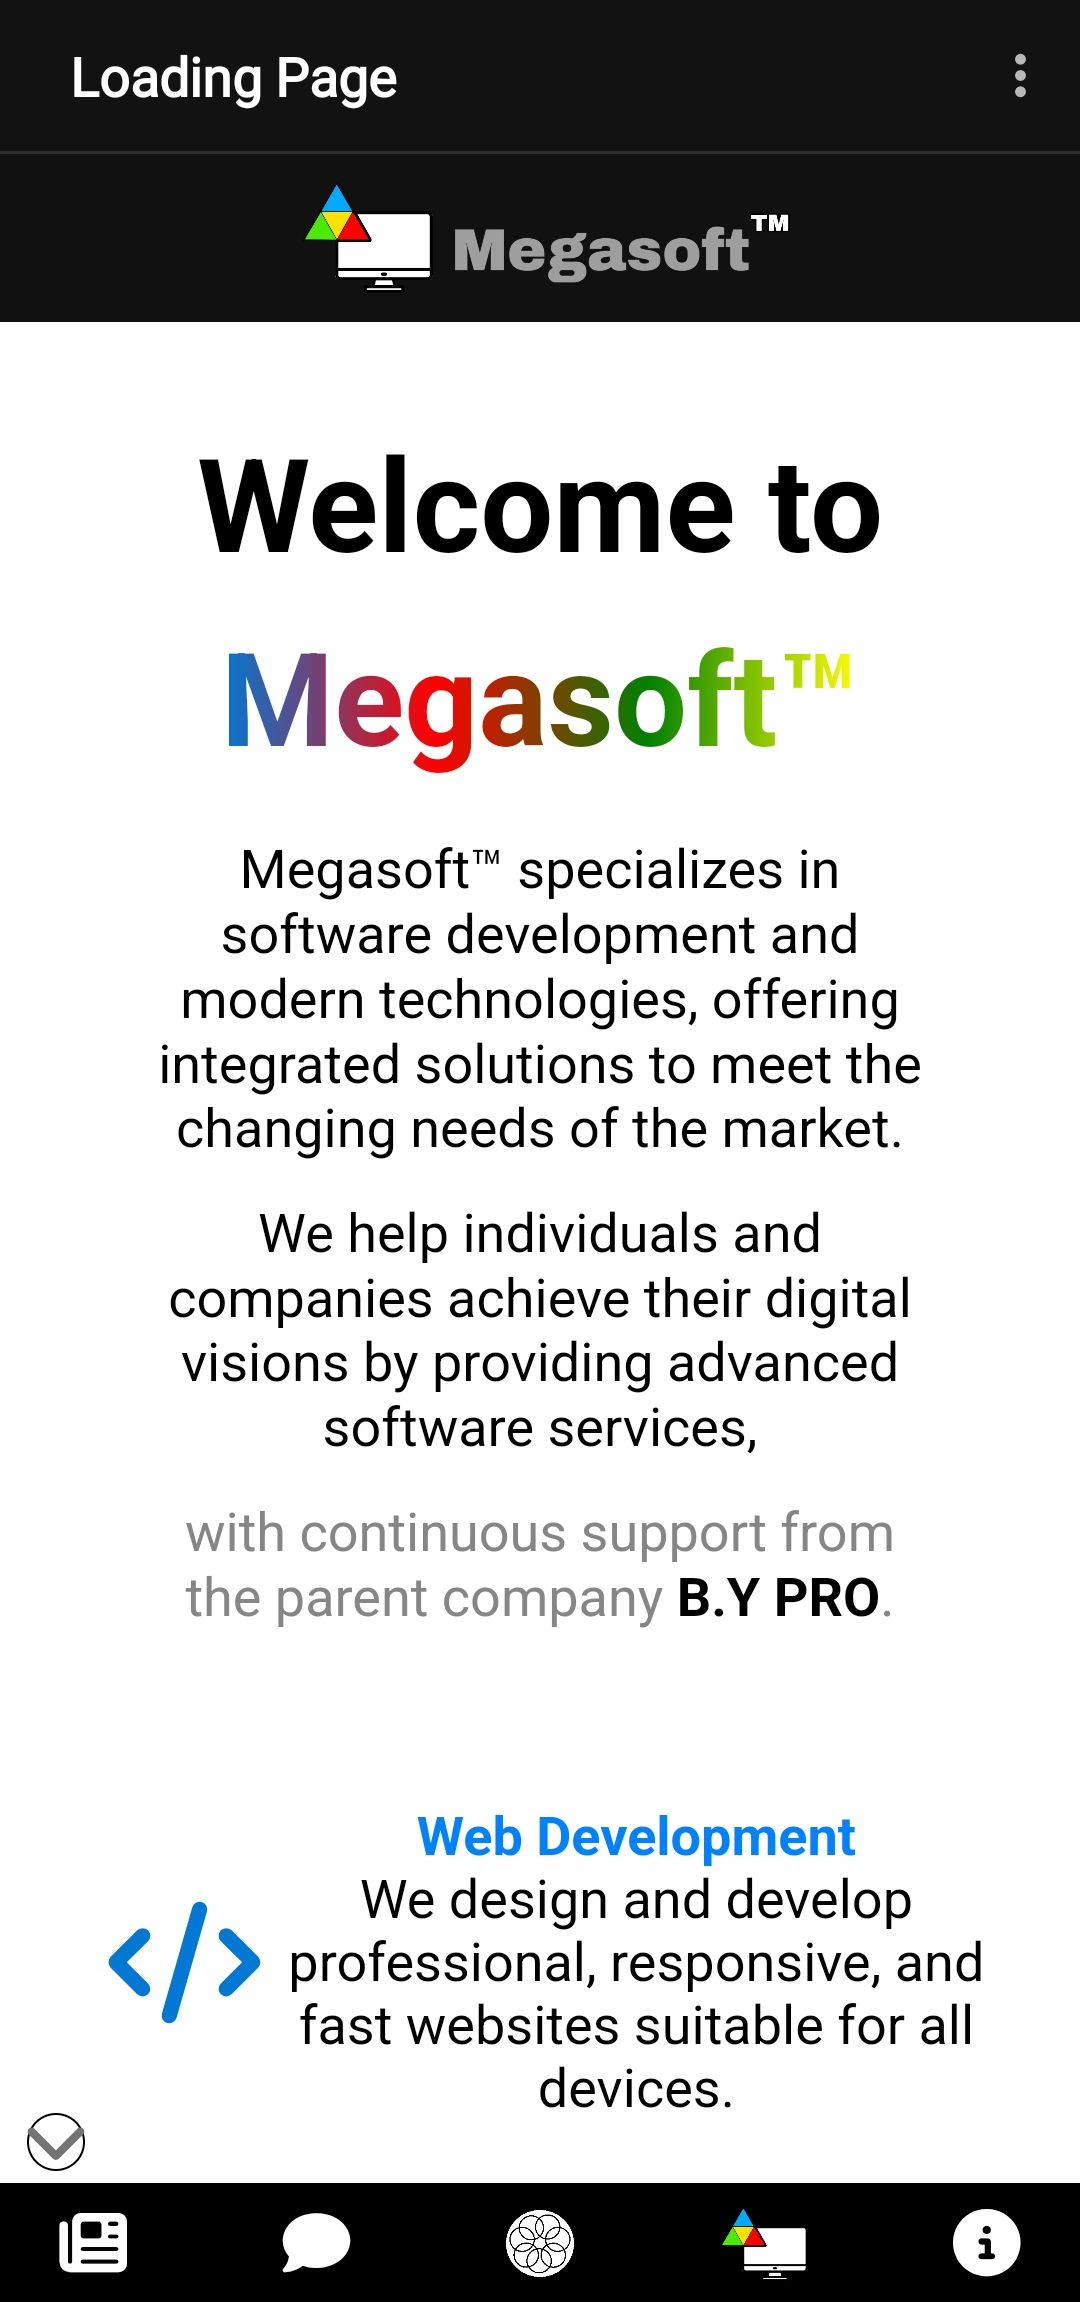 Loading Page
Megasoft™
Welcome to
Megasoft™
Megasoft™ specializes in
software development and
modern technologies, offering
integrated solutions to meet the
changing needs of the market.
We help individuals and
companies achieve their digital
visions by providing advanced
software services,
with continuous support from
the parent company B.Y PRO.
Web Development
We design and develop
professional, responsive, and
fast websites suitable for all
devices.